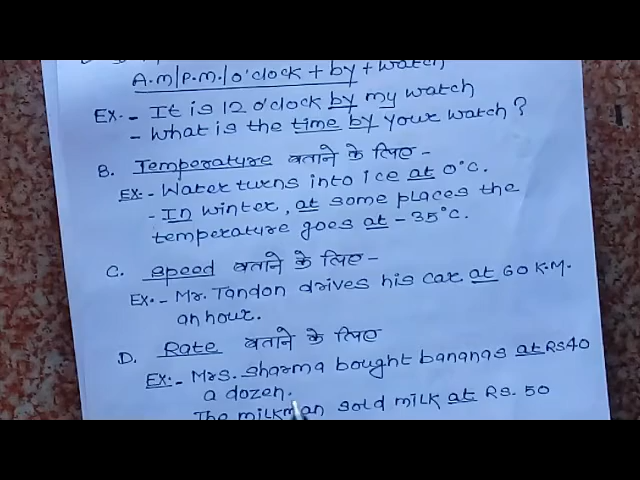 A.M/P.M./o'clock + by + watch
EX:- - It is 12 o'clock by my watch
- What is the time by your watch?
B. Temperature बताने के लिए -
EX:- - Water turns into Ice at 0°C.
- IN winter, at some places the
temperature goes at - 35°C.
C. speed बताने के लिए -
EX:- - Mr. Tandon drives his car at 60 K.M.
an hour.
D. Rate बताने के लिए
EX:- - Mrs. sharma bought bananas at RS 40
a dozen.
The milkman sold milk at Rs. 50